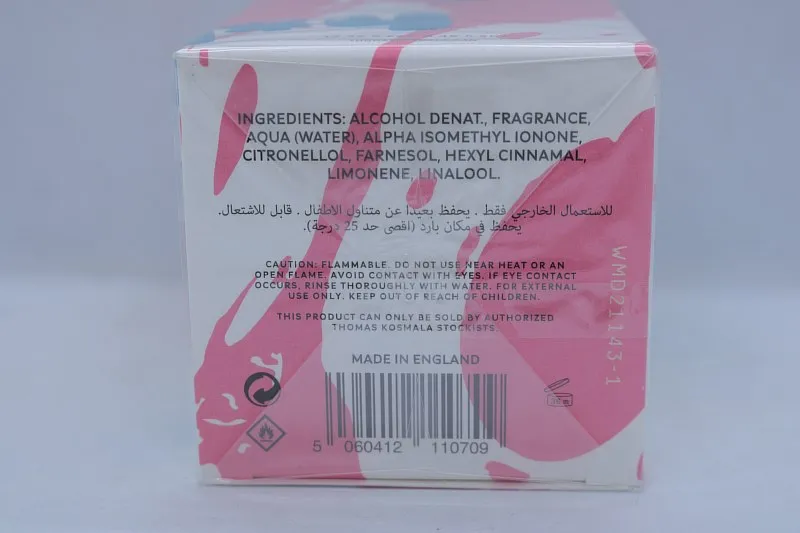 INGREDIENTS: ALCOHOL DENAT., FRAGRANCE,
AQUA (WATER), ALPHA ISOMETHYL IONONE,
CITRONELLOL, FARNESOL, HEXYL CINNAMAL,
LIMONENE, LINALOOL.
للاستعمال الخارجي فقط . يحفظ بعيدا عن متناول الاطفال . قابل للاشتعال.
يحفظ في مكان بارد (اقصى حد 25 درجة).
CAUTION: FLAMMABLE. DO NOT USE NEAR HEAT OR AN
OPEN FLAME. AVOID CONTACT WITH EYES. IF EYE CONTACT
OCCURS, RINSE THOROUGHLY WITH WATER. FOR EXTERNAL
USE ONLY. KEEP OUT OF REACH OF CHILDREN.
THIS PRODUCT CAN ONLY BE SOLD BY AUTHORIZED
THOMAS KOSMALA STOCKISTS.
MADE IN ENGLAND
5 060412 110709
WMD21143-1